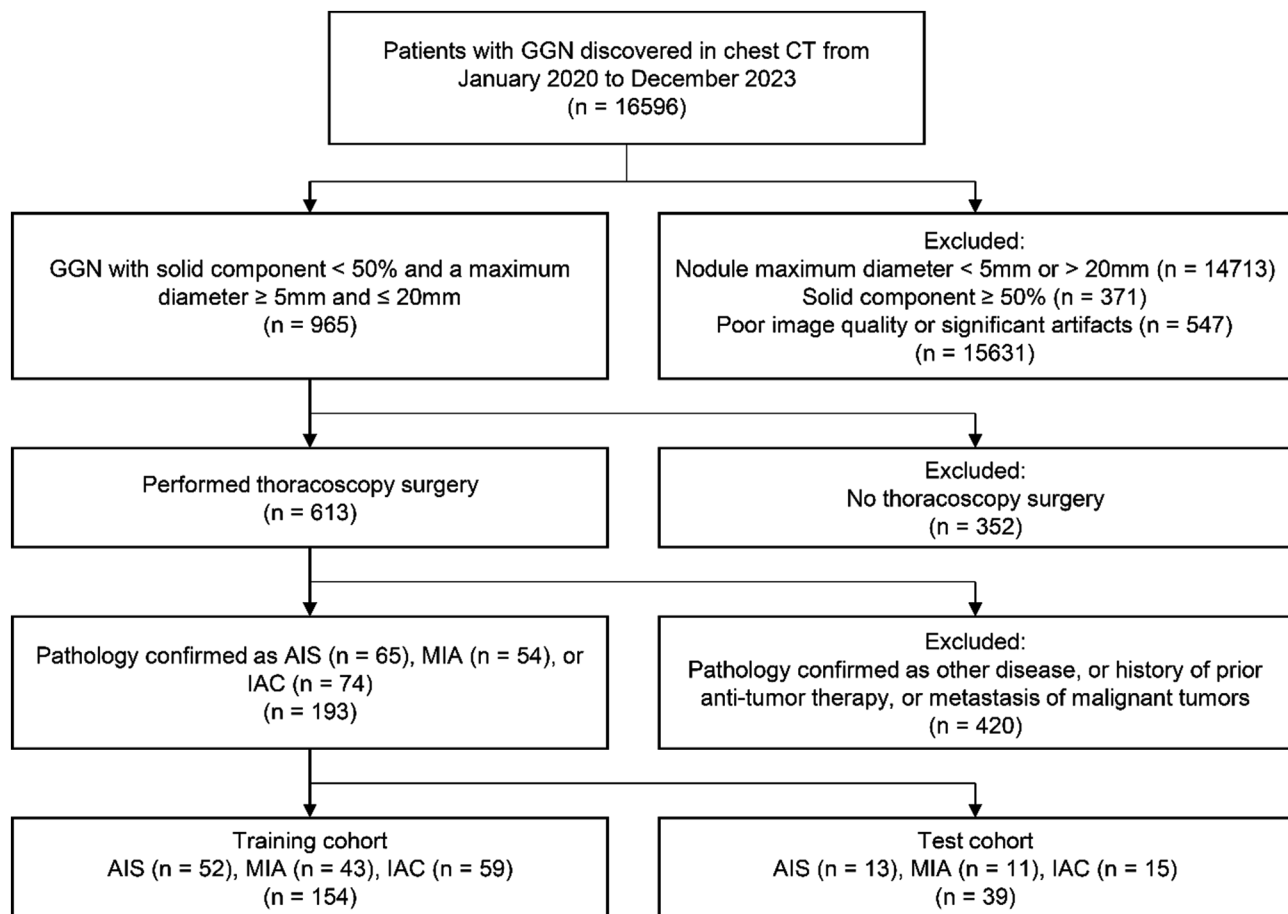 Patients with GGN discovered in chest CT from
January 2020 to December 2023
(n = 16596)
GGN with solid component < 50% and a maximum
diameter ≥ 5mm and ≤ 20mm
(n = 965)
Excluded:
Nodule maximum diameter < 5mm or > 20mm (n = 14713)
Solid component ≥ 50% (n = 371)
Poor image quality or significant artifacts (n = 547)
(n = 15631)
Performed thoracoscopy surgery
(n = 613)
Excluded:
No thoracoscopy surgery
(n = 352)
Pathology confirmed as AIS (n = 65), MIA (n = 54), or
IAC (n = 74)
(n = 193)
Excluded:
Pathology confirmed as other disease, or history of prior
anti-tumor therapy, or metastasis of malignant tumors
(n = 420)
Training cohort
AIS (n = 52), MIA (n = 43), IAC (n = 59)
(n = 154)
Test cohort
AIS (n = 13), MIA (n = 11), IAC (n = 15)
(n = 39)